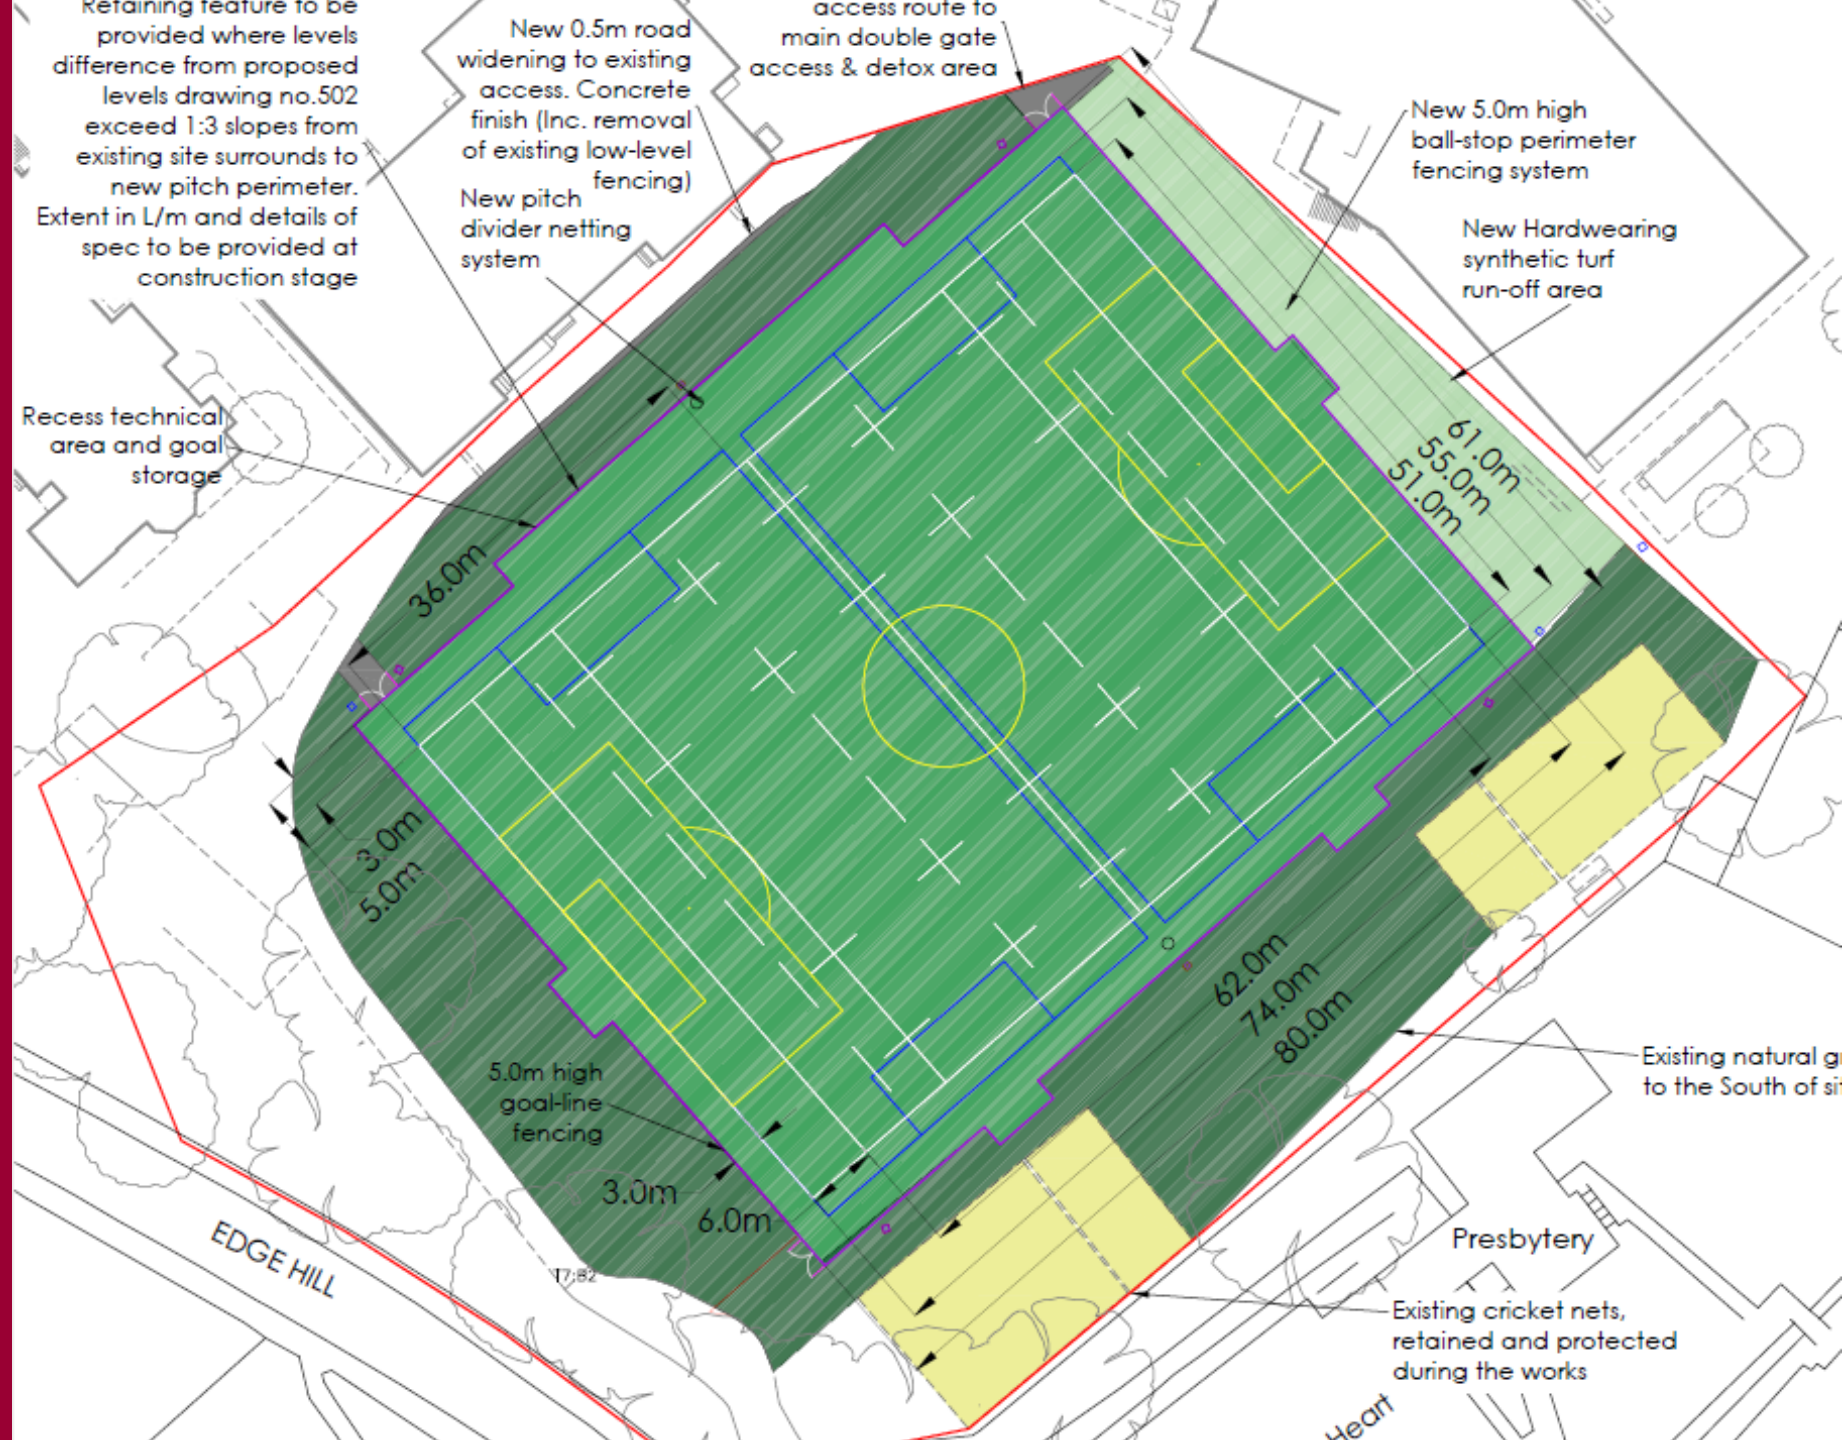 Retaining feature to be
provided where levels
difference from proposed
levels drawing no.502
exceed 1:3 slopes from
existing site surrounds to
new pitch perimeter.
Extent in L/m and details of
spec to be provided at
construction stage
New 0.5m road
widening to existing
access. Concrete
finish (Inc. removal
of existing low-level
fencing)
New pitch
divider netting
system
access route to
main double gate
access & detox area
New 5.0m high
ball-stop perimeter
fencing system
New Hardwearing
synthetic turf
run-off area
Recess technical
area and goal
storage
61.0m
55.0m
51.0m
36.0m
3.0m
5.0m
62.0m
74.0m
80.0m
5.0m high
goal-line
fencing
3.0m
6.0m
Existing natural
to the South of
EDGE HILL
17.82
Presbytery
Existing cricket nets,
retained and protected
during the works
Heart